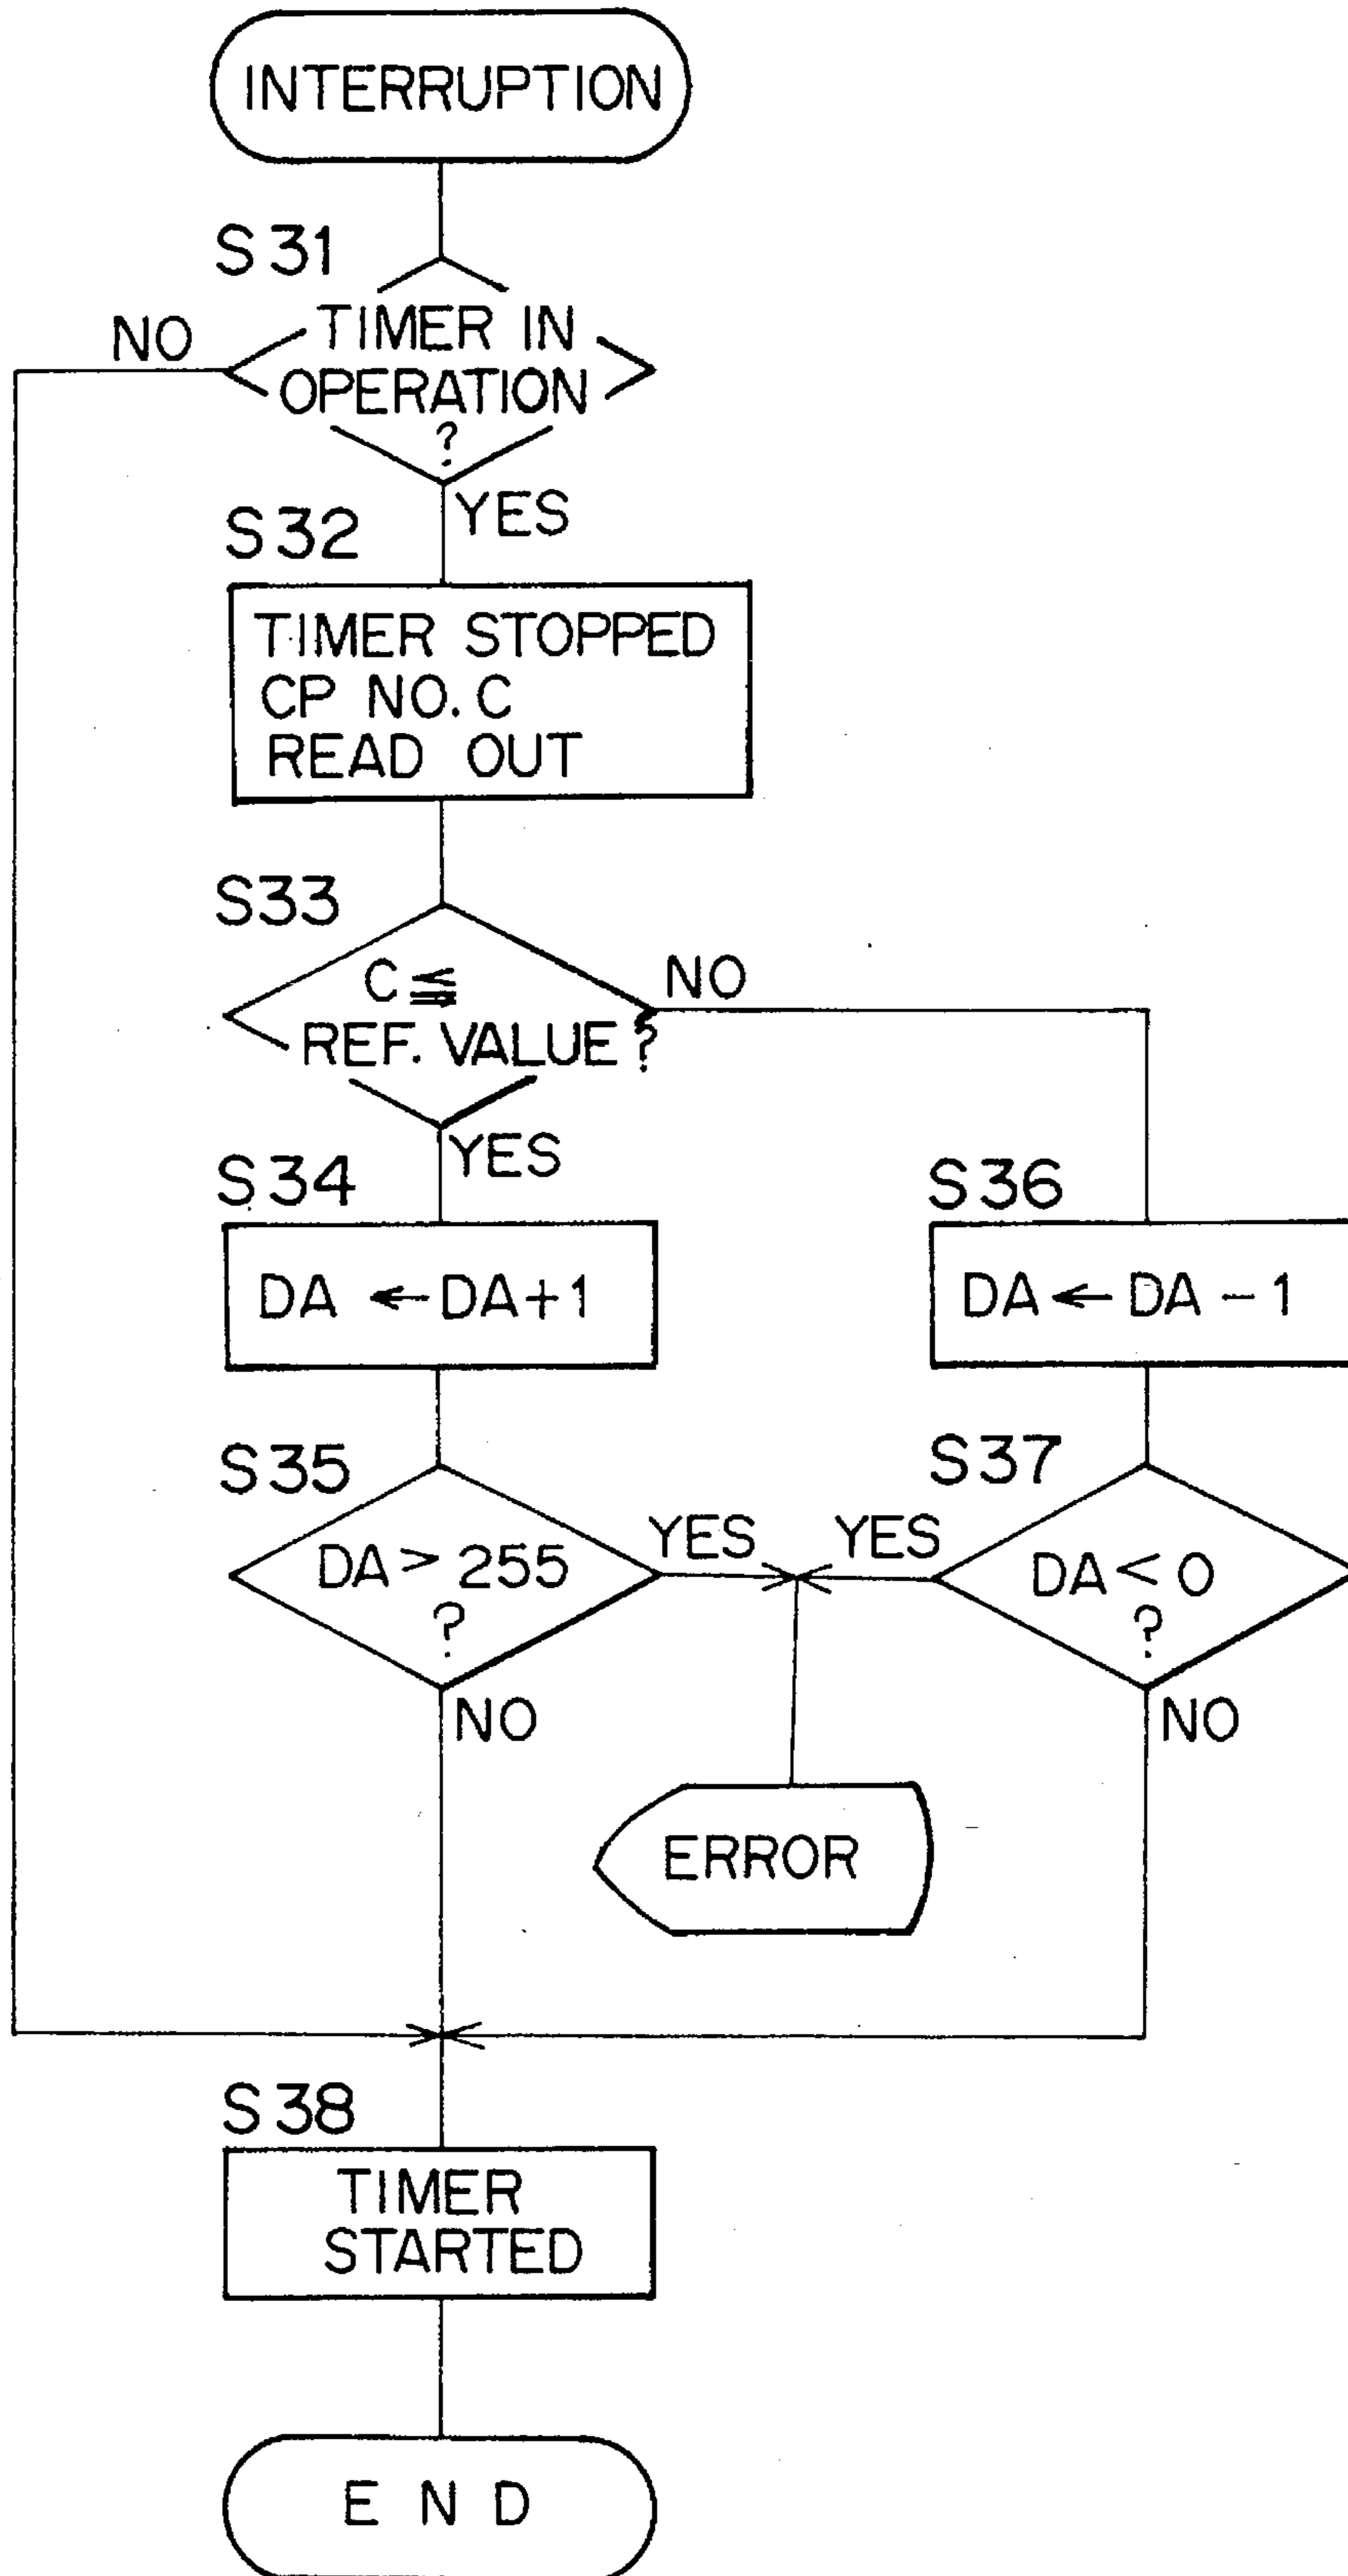 INTERRUPTION
S31
NO
TIMER IN
OPERATION
?
YES
S32
TIMER STOPPED
CP NO. C
READ OUT
S33
C ≦
REF. VALUE ?
NO
YES
S34
DA ← DA+1
S36
DA ← DA - 1
S35
DA > 255
?
YES
NO
S37
YES
DA < 0
?
NO
ERROR
S38
TIMER
STARTED
E N D